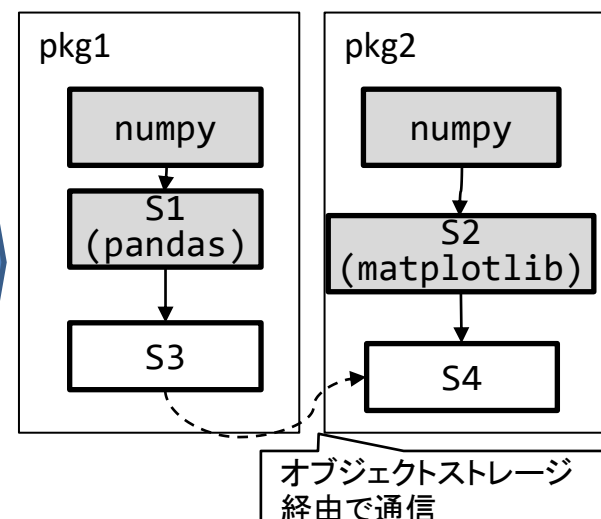 pkg1
numpy
S1
(pandas)
S3
pkg2
numpy
S2
(matplotlib)
S4
オブジェクトストレージ
経由で通信